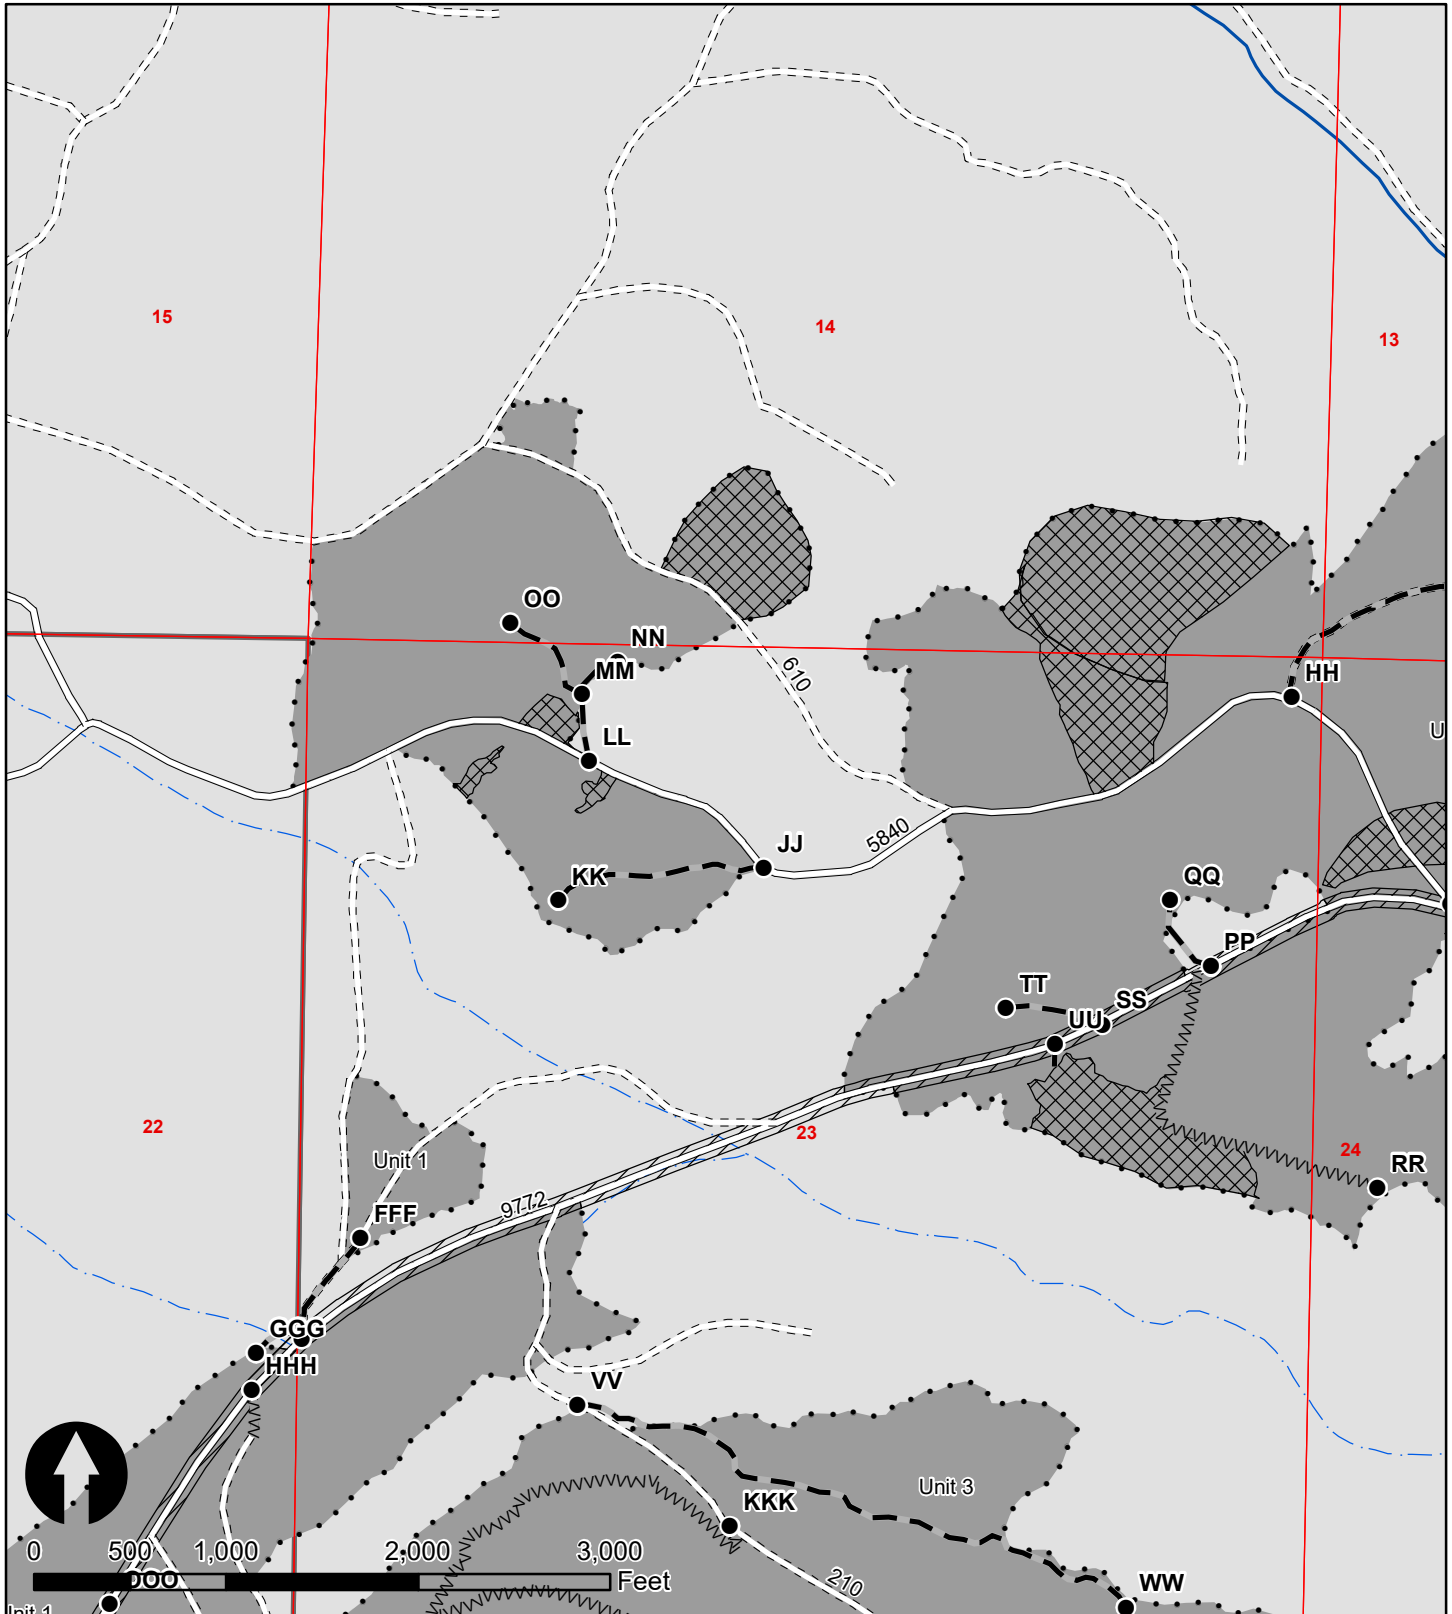 15
14
13
OO
NN
MM
610
HH
LL
U
5840
JJ
KK
QQ
PP
TT
SS
UU
22
23
24
Unit 1
RR
9772
FFF
GGG
HHH
VV
Unit 3
KKK
0 500 1,000 2,000 3,000
Feet
OOO
210
WW
Unit 1